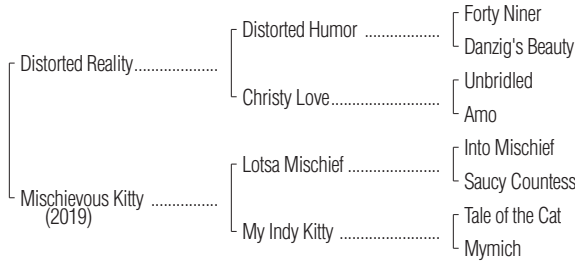 Forty Niner
Distorted Humor ..................
Danzig's Beauty
Distorted Reality....................
Unbridled
Christy Love..........................
Amo
Into Mischief
Lotsa Mischief ......................
Saucy Countess
Mischievous Kitty ................
(2019)
Tale of the Cat
My Indy Kitty ........................
Mymich